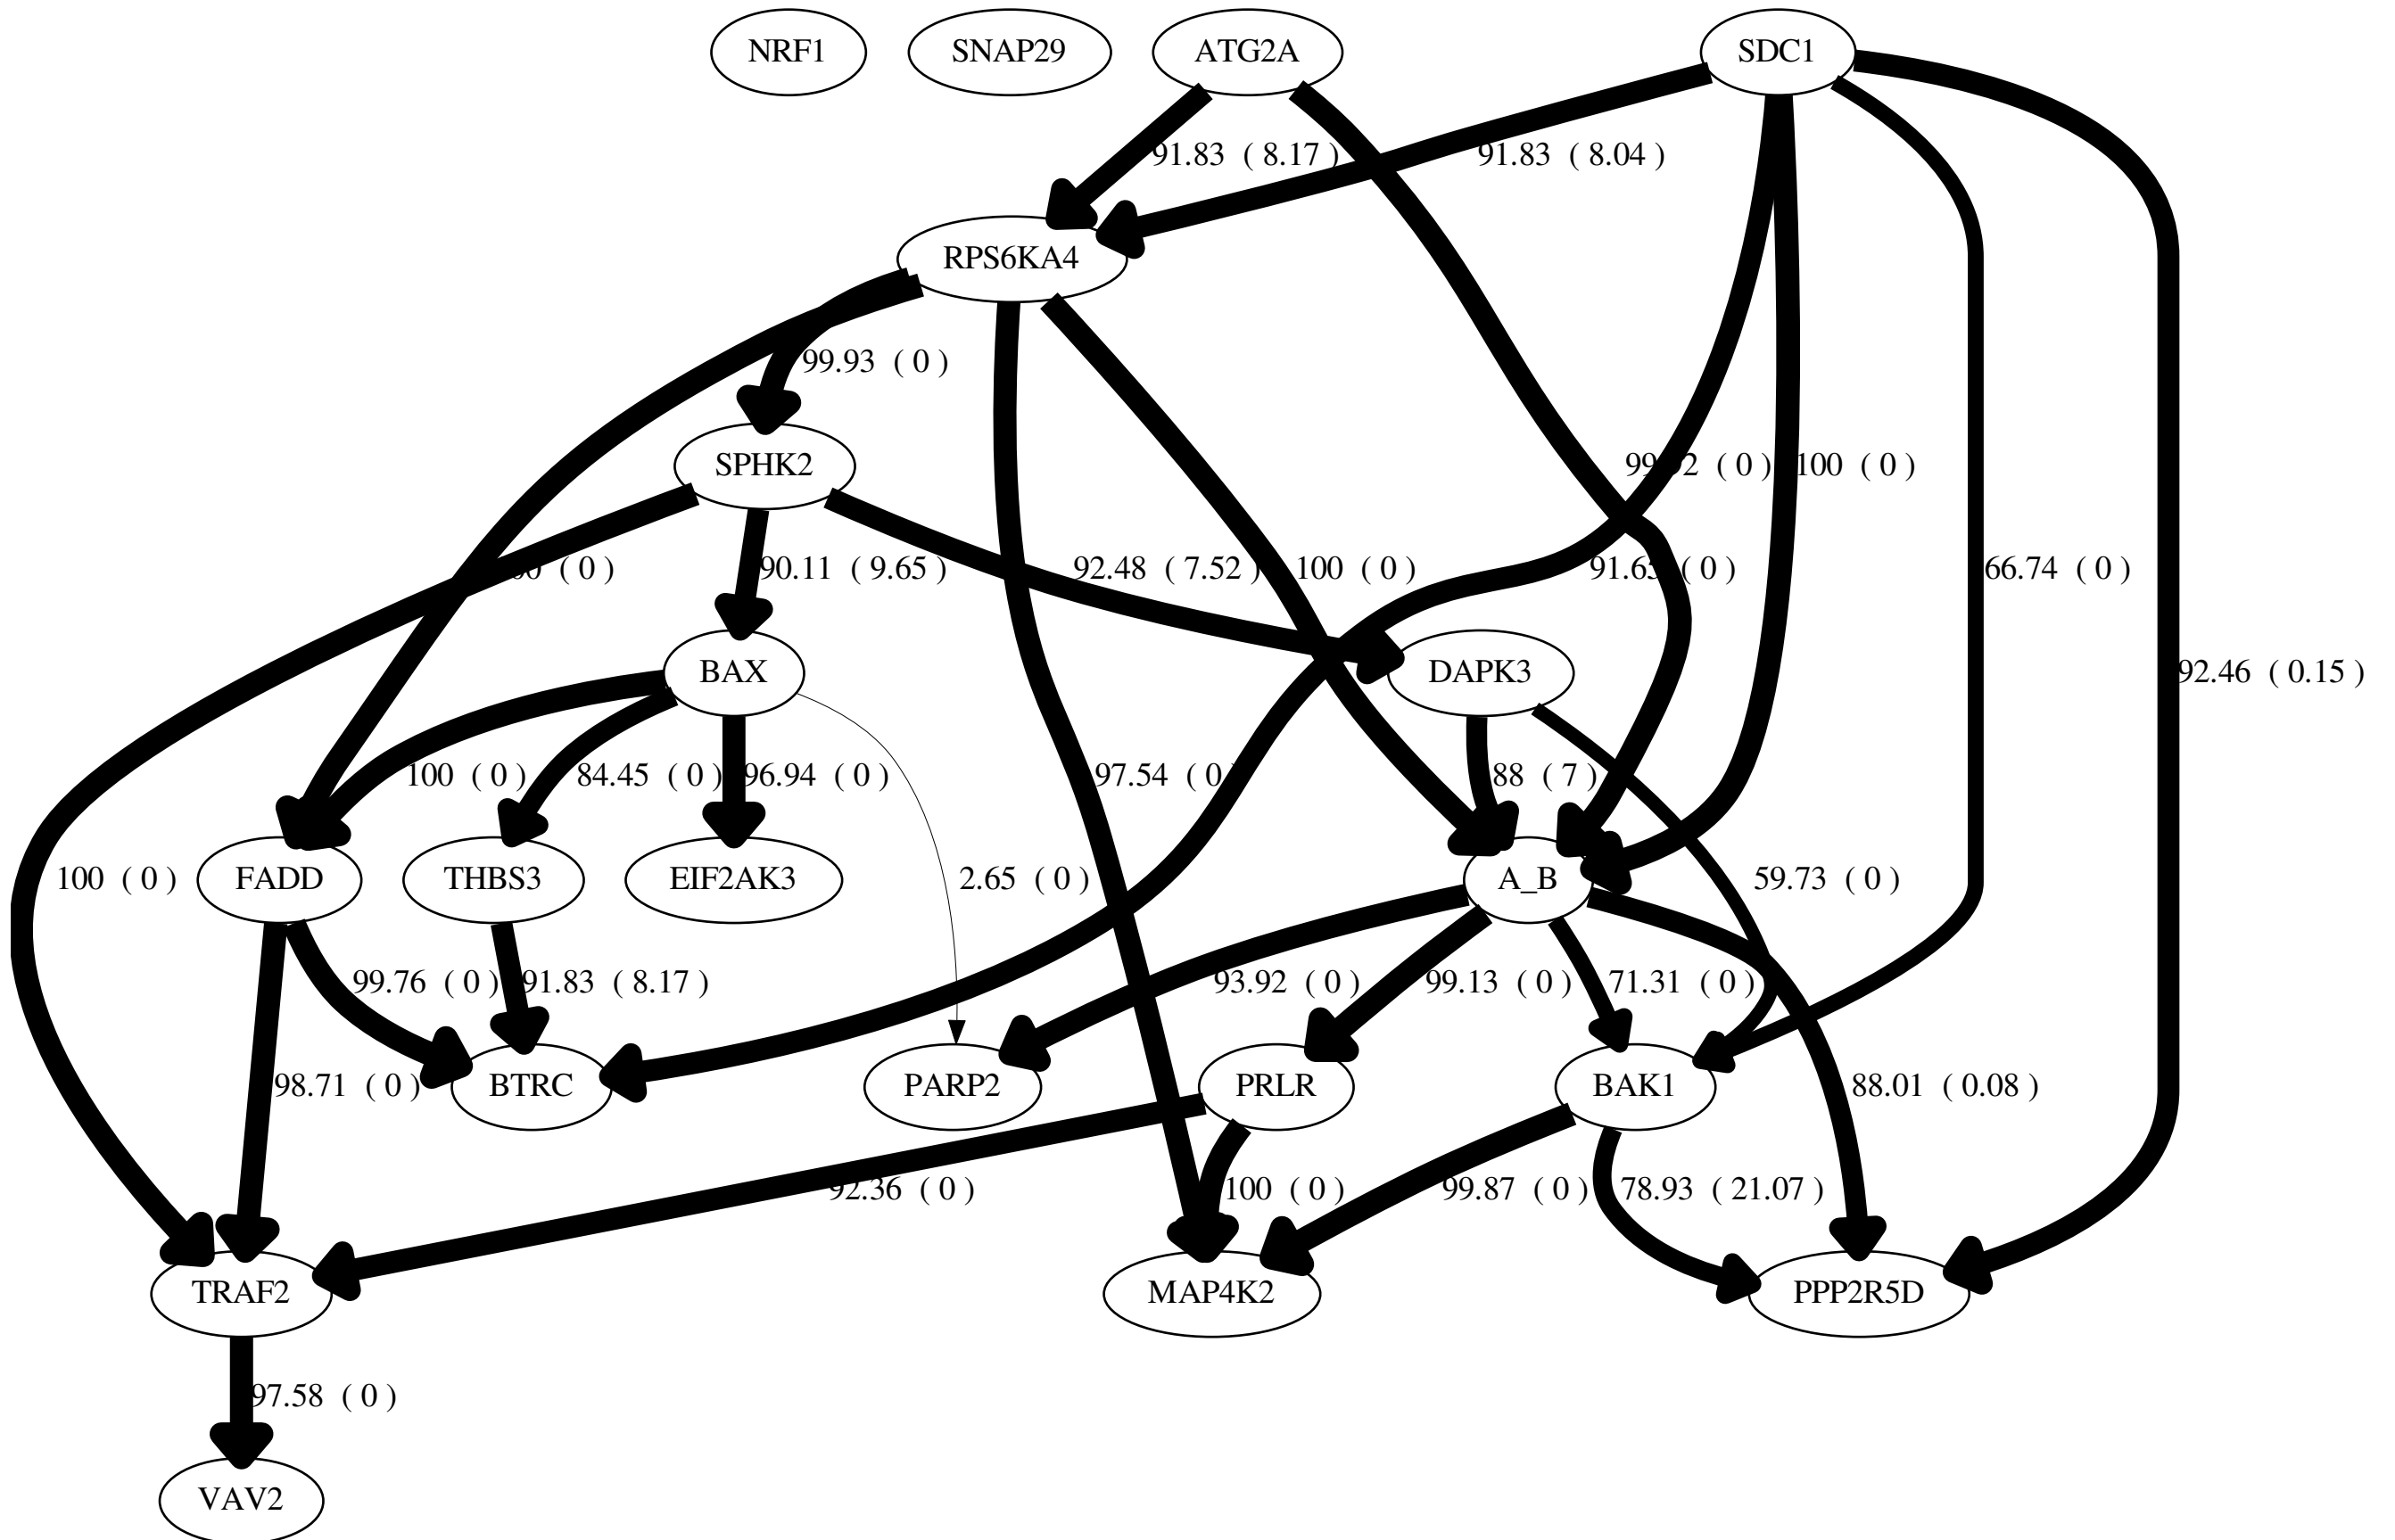 NRF1
SNAP29
ATG2A
SDC1
91.83 ( 8.17 )
91.83 ( 8.04 )
RPS6KA4
99.93 ( 0 )
SPHK2
( 0 )
100 ( 0 )
( 0 )
90.11 ( 9.65 )
92.48 ( 7.52 )
100 ( 0 )
( 0 )
66.74 ( 0 )
BAX
DAPK3
92.46 ( 0.15 )
100 ( 0 )
84.45 ( 0 )
96.94 ( 0 )
97.54 ( 0 )
88 ( 7 )
100 ( 0 )
FADD
THBS3
EIF2AK3
2.65 ( 0 )
A_B
59.73 ( 0 )
99.76 ( 0 )
91.83 ( 8.17 )
93.92 ( 0 )
99.13 ( 0 )
71.31 ( 0 )
98.71 ( 0 )
BTRC
PARP2
PRLR
BAK1
88.01 ( 0.08 )
92.36 ( 0 )
100 ( 0 )
99.87 ( 0 )
78.93 ( 21.07 )
TRAF2
MAP4K2
PPP2R5D
97.58 ( 0 )
VAV2